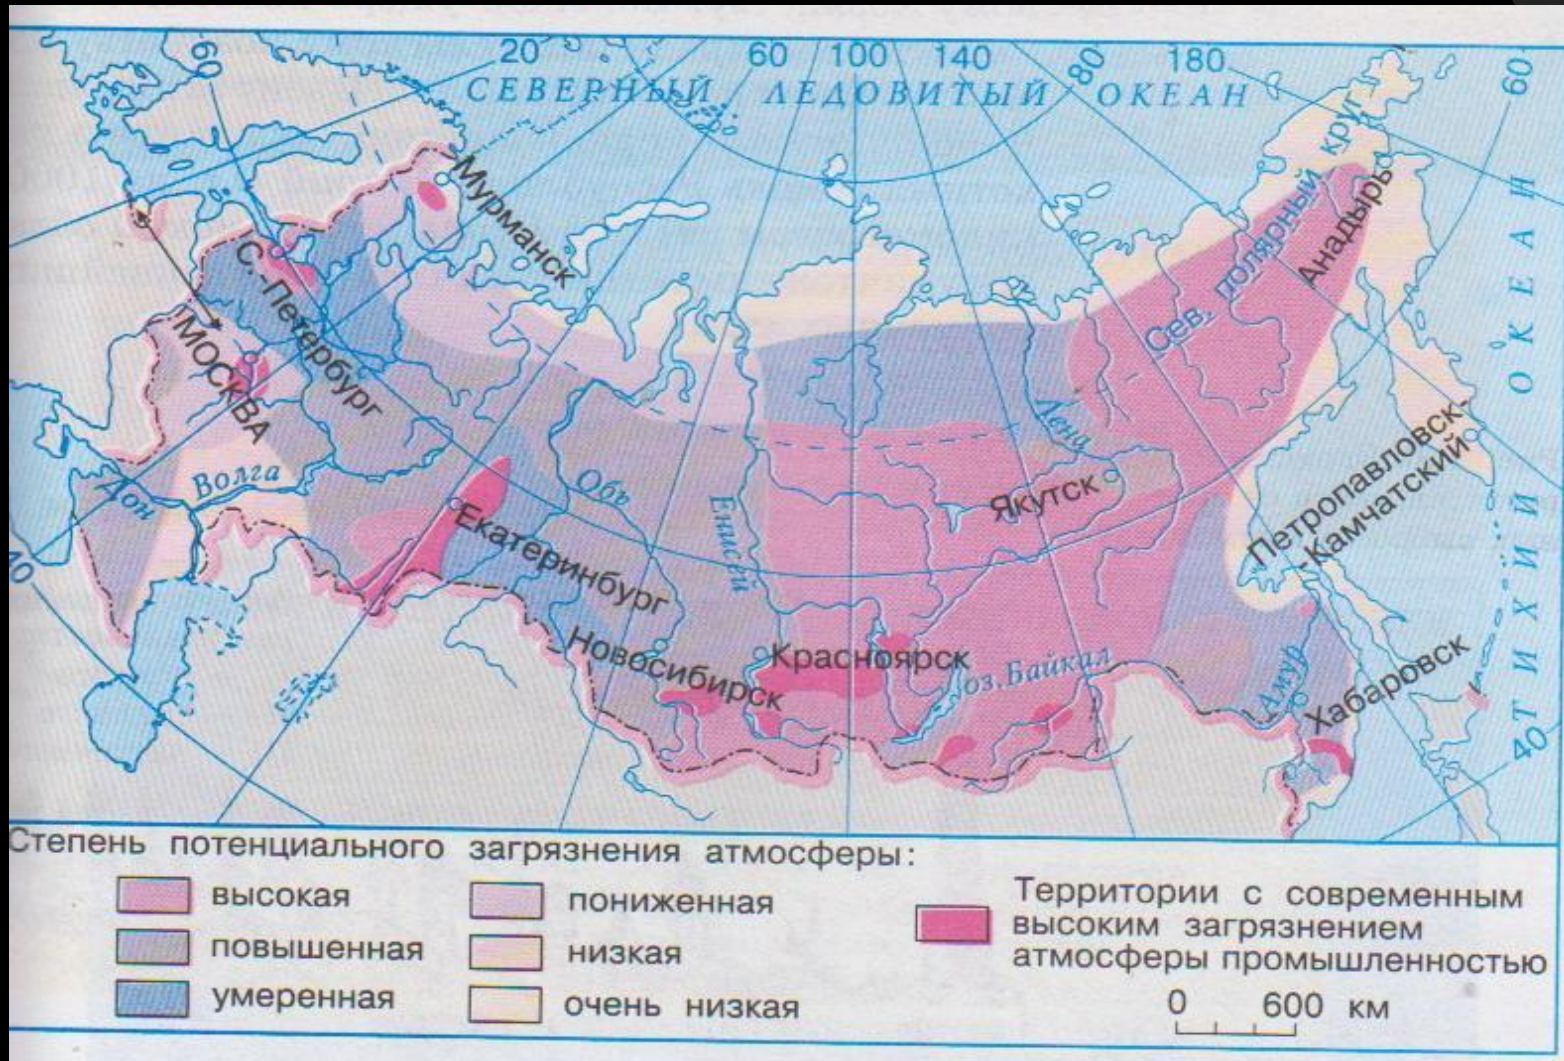 60
20
60
100
140
80
180
60
СЕВЕРНЫЙ ЛЕДОВИТЫЙ ОКЕАН
Мурманск
С.-Петербург
МОСКВА
Сев. полярный круг
Анадырь
ТИХИЙ ОКЕАН
Дон
Волга
Обь
Енисей
Лена
Якутск
Екатеринбург
Петропавловск-
-Камчатский
40
Новосибирск
Красноярск
оз. Байкал
Амур
Хабаровск
40
Степень потенциального загрязнения атмосферы:
высокая
повышенная
умеренная
пониженная
низкая
очень низкая
Территории с современным
высоким загрязнением
атмосферы промышленностью
0 600 км